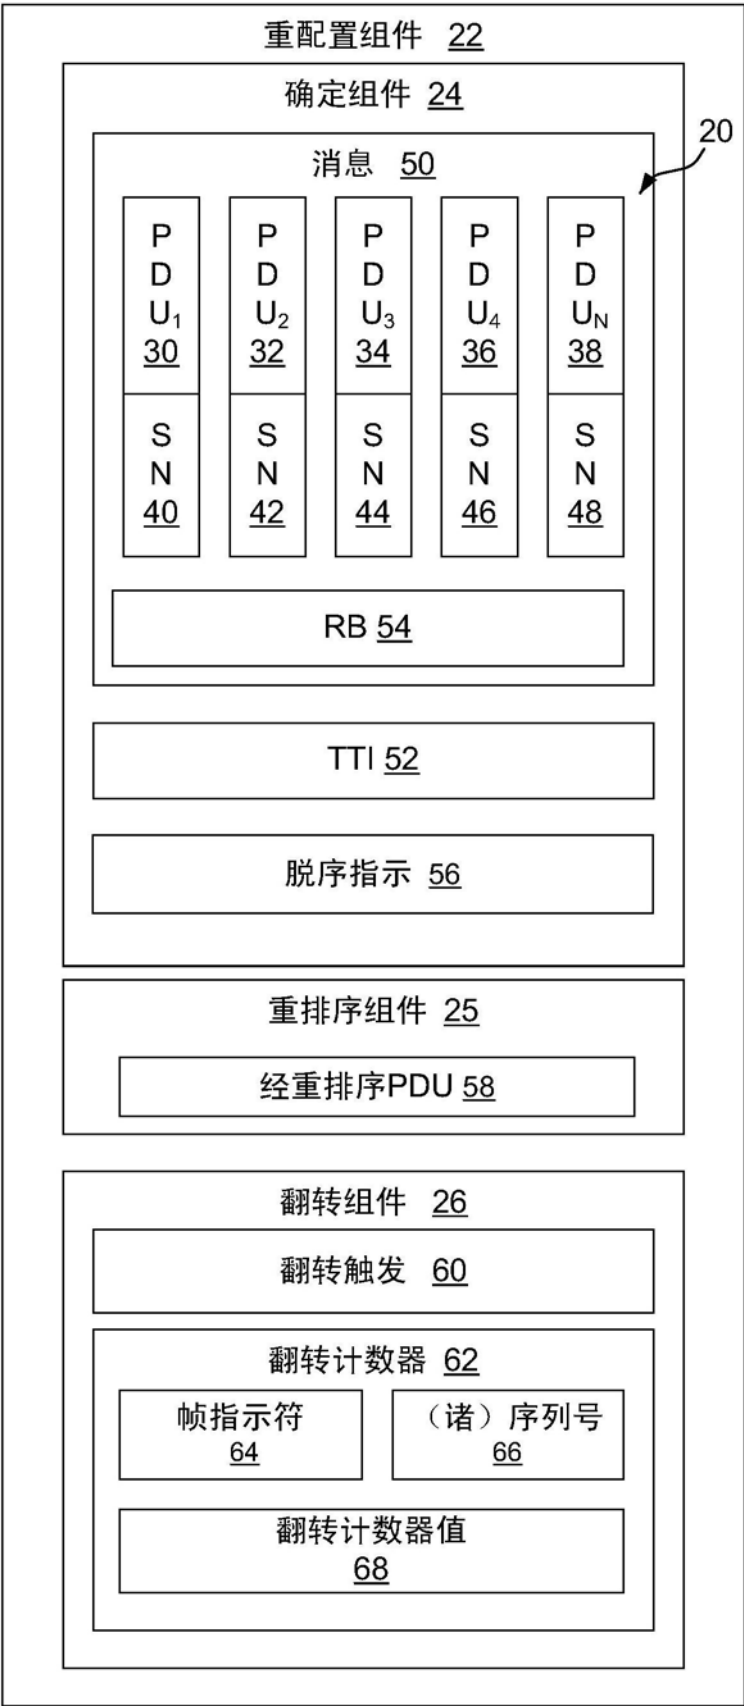 重配置组件 22
确定组件 24
20
消息 50
P P P P P
D D D D D
U₁ U₂ U₃ U₄ U_N
30 32 34 36 38
S S S S S
N N N N N
40 42 44 46 48
RB 54
TTI 52
脱序指示 56
重排序组件 25
经重排序PDU 58
翻转组件 26
翻转触发 60
翻转计数器 62
帧指示符 （诸）序列号
64 66
翻转计数器值
68